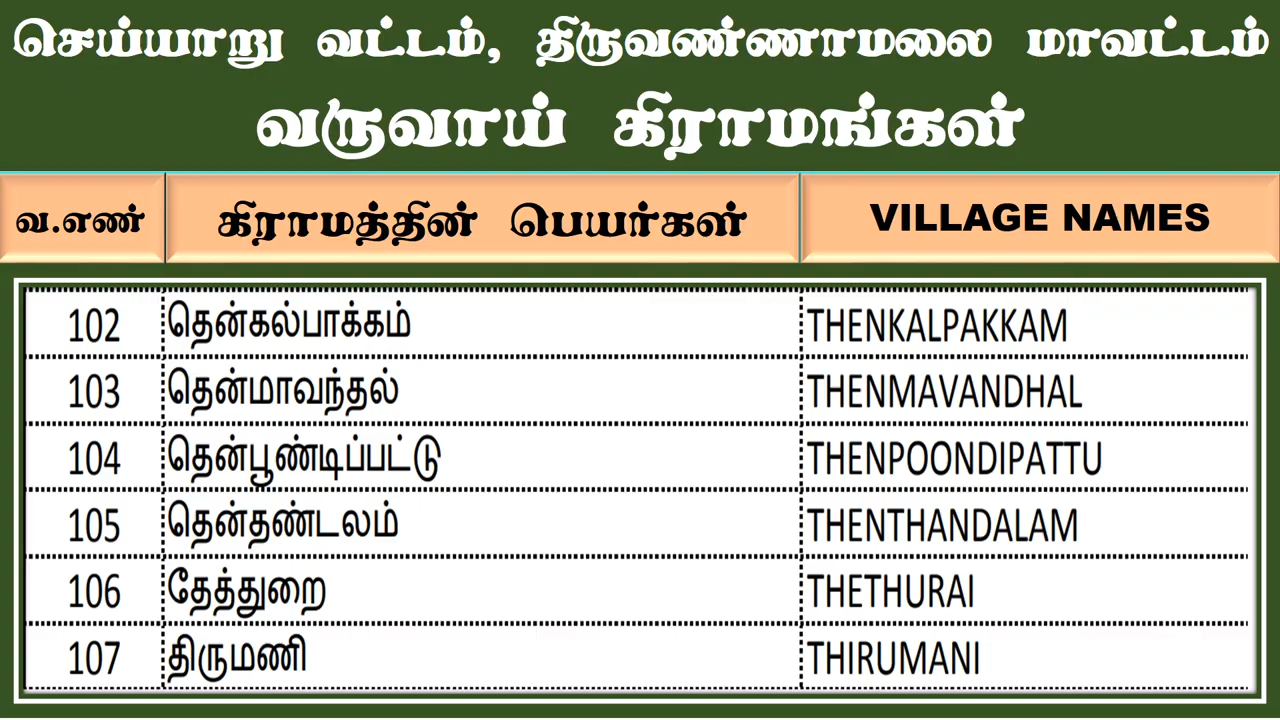 செய்யாறு வட்டம், திருவண்ணாமலை மாவட்டம்
வருவாய் கிராமங்கள்
வ.எண் கிராமத்தின் பெயர்கள் VILLAGE NAMES
102 தென்கல்பாக்கம் THENKALPAKKAM
103 தென்மாவந்தல் THENMAVANDHAL
104 தென்பூண்டிப்பட்டு THENPOONDIPATTU
105 தென்தண்டலம் THENTHANDALAM
106 தேத்துறை THETHURAI
107 திருமணி THIRUMANI